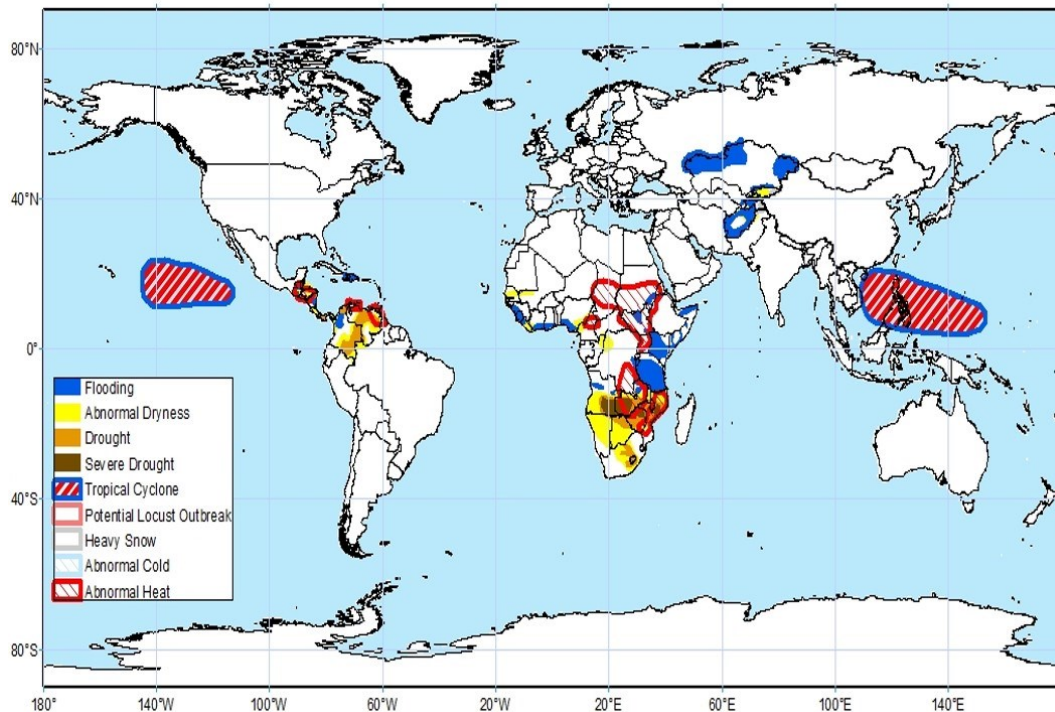 80°N
40°N
0°
40°S
80°S
Flooding
Abnormal Dryness
Drought
Severe Drought
Tropical Cyclone
Potential Locust Outbreak
Heavy Snow
Abnormal Cold
Abnormal Heat
180° 140°W 100°W 60°W 20°W 20°E 60°E 100°E 140°E